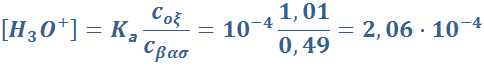 [H₃O⁺] = Kₐ c_οξ / c_βασ = 10⁻⁴ 1,01 / 0,49 = 2,06 · 10⁻⁴